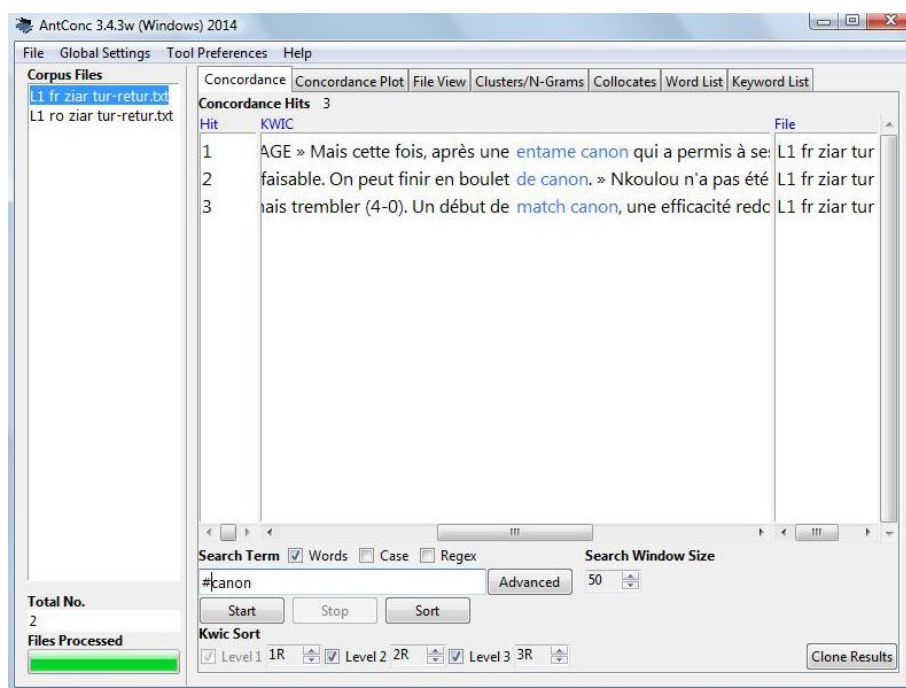 AntConc 3.4.3w (Windows) 2014
File Global Settings Tool Preferences Help
Corpus Files
L1 fr ziar tur-retur.txt
L1 ro ziar tur-retur.txt
Concordance Concordance Plot File View Clusters/N-Grams Collocates Word List Keyword List
Concordance Hits 3
Hit KWIC File
1 AGE » Mais cette fois, après une entame canon qui a permis à ses L1 fr ziar tur
2 faisable. On peut finir en boulet de canon. » Nkoulou n'a pas été L1 fr ziar tur
3 nais trembler (4-0). Un début de match canon, une efficacité redo L1 fr ziar tur
Search Term Words Case Regex Search Window Size
#canon Advanced 50
Total No.
2
Files Processed
Start Stop Sort
Kwic Sort
Level 1 1R Level 2 2R Level 3 3R Clone Results